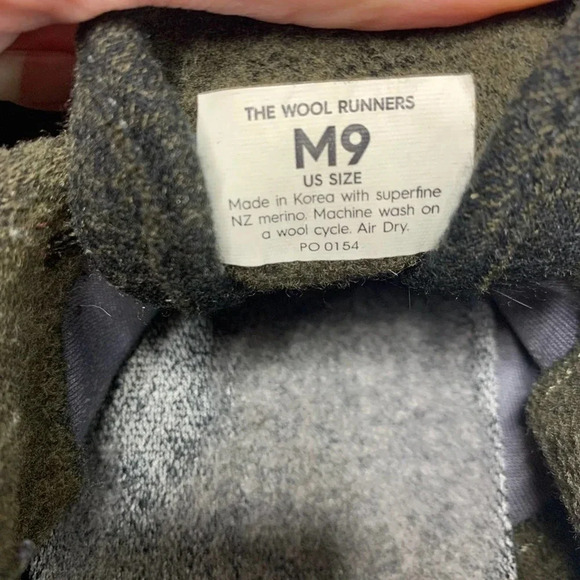 THE WOOL RUNNERS
M9
US SIZE
Made in Korea with superfine
NZ merino. Machine wash on
a wool cycle. Air Dry.
PO 0154